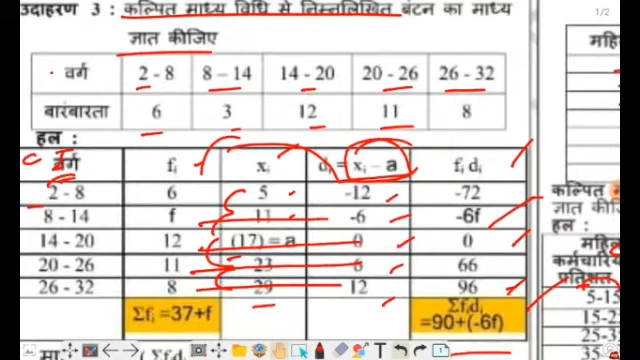 उदाहरण 3 : कल्पित माध्य विधि से निम्नलिखित बंटन का माध्य
ज्ञात कीजिए
1/2
वर्ग 2 - 8 8 – 14 14 - 20 20 - 26 26 - 32
बारंबारता 6 3 12 11 8
हल :
C I
वर्ग fᵢ xᵢ dᵢ = xᵢ – a fᵢ dᵢ
2 - 8 6 5 -12 -72
8 - 14 f 11 -6 -6f
14 - 20 12 (17) = a 0 0
20 - 26 11 23 6 66
26 - 32 8 29 12 96
Σfᵢ =37+f Σfᵢdᵢ
=90+(-6f)
मा. ( Σfᵢdᵢ
महि
कल्पित म
ज्ञात की
हल :
महि
कर्मचारिय
प्रतिशत
5-15
15-2
25-3
35